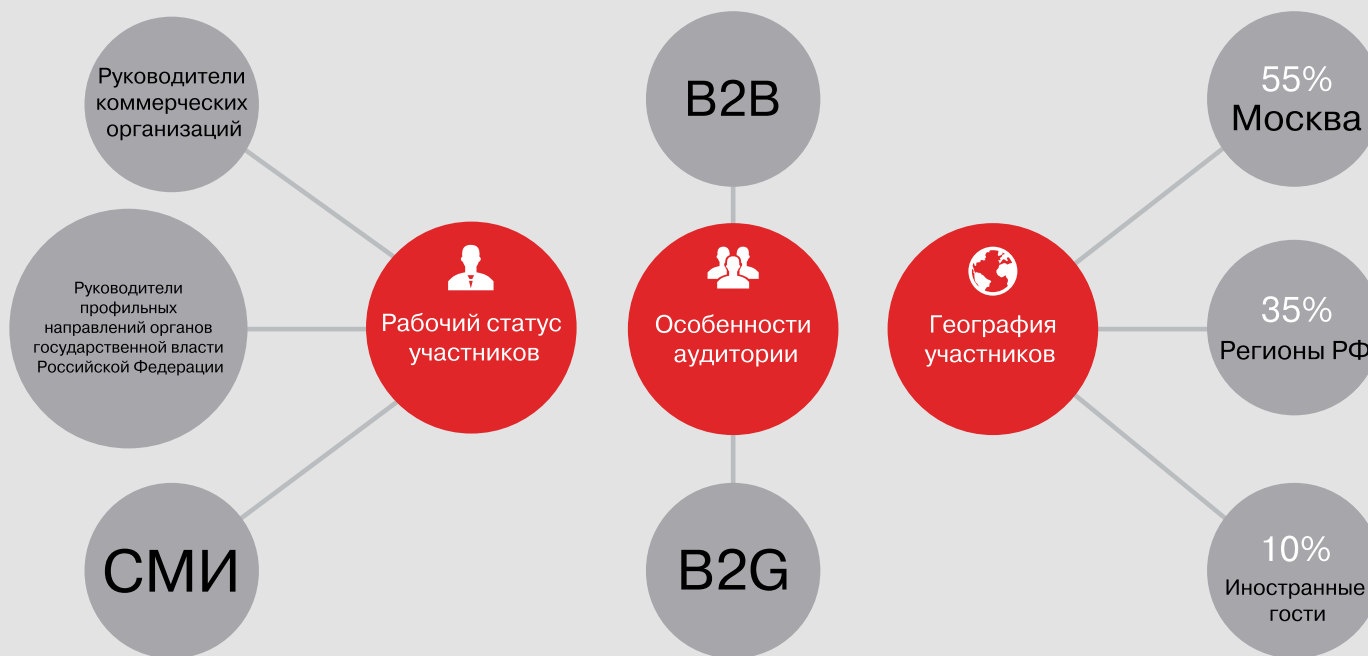 Руководители
коммерческих
организаций
Руководители
профильных
направлений органов
государственной власти
Российской Федерации
СМИ
Рабочий статус
участников
B2B
Особенности
аудитории
B2G
География
участников
55%
Москва
35%
Регионы РФ
10%
Иностранные
гости